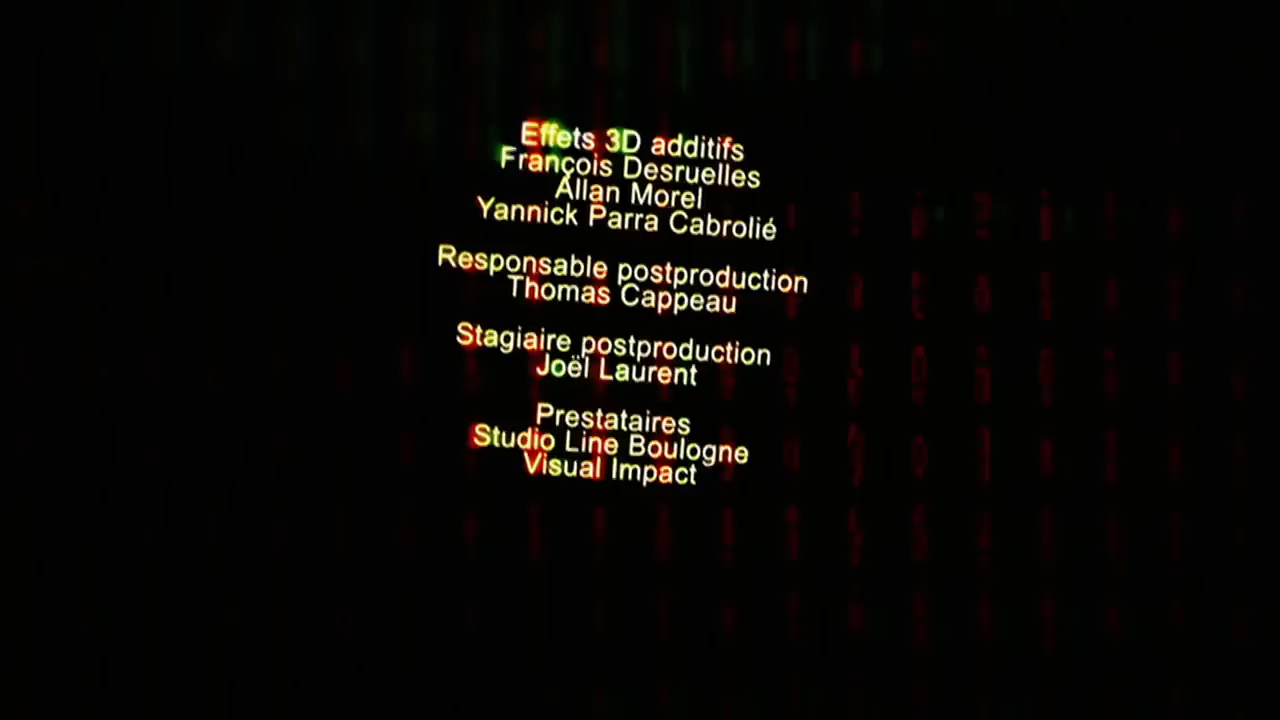 Effets 3D additifs
François Desruelles
Allan Morel
Yannick Parra Cabrolié
Responsable postproduction
Thomas Cappeau
Stagiaire postproduction
Joël Laurent
Prestataires
Studio Line Boulogne
Visual Impact